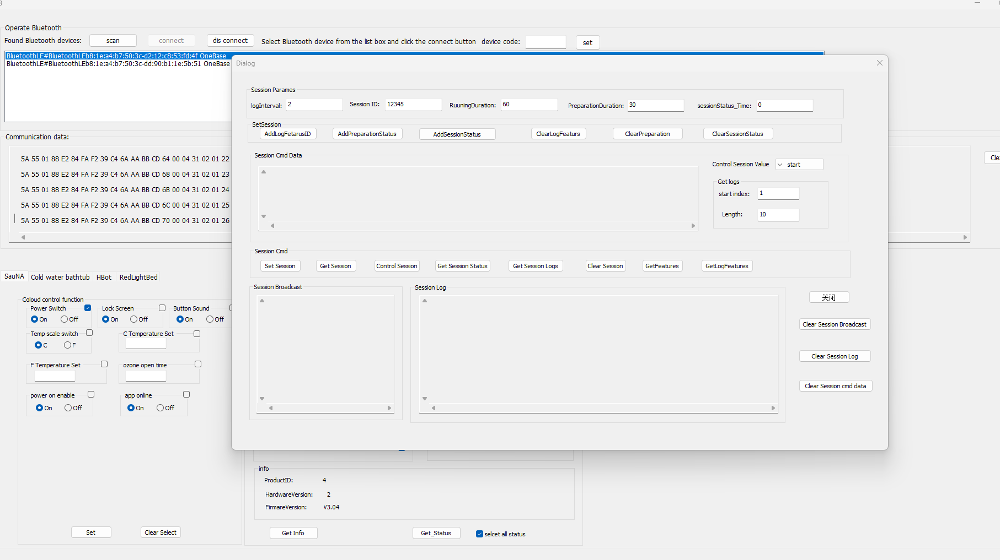 Operate Bluetooth
Found Bluetooth devices: scan connect dis connect Select Bluetooth device from the list box and click the connect button device code: set
BluetoothLE#BluetoothLEb8:1e:a4:b7:50:3c-d2:12:c8:53:fd:4f OneBase
BluetoothLE#BluetoothLEb8:1e:a4:b7:50:3c-dd:90:b1:1e:5b:51 OneBase
Communication data:
5A 55 01 88 E2 84 FA F2 39 C4 6A AA BB CD 64 00 04 31 02 01 22
5A 55 01 88 E2 84 FA F2 39 C4 6A AA BB CD 68 00 04 31 02 01 23
5A 55 01 88 E2 84 FA F2 39 C4 6A AA BB CD 6B 00 04 31 02 01 24
5A 55 01 88 E2 84 FA F2 39 C4 6A AA BB CD 6C 00 04 31 02 01 25
5A 55 01 88 E2 84 FA F2 39 C4 6A AA BB CD 70 00 04 31 02 01 26
Cle
Dialog
Session Parames
logInterval: 2 Session ID: 12345 RuuningDuration: 60 PreparationDuration: 30 sessionStatus_Time: 0
SetSession
AddLogFetarusID AddPreparationStatus AddSessionStatus ClearLogFeaturs ClearPreparation ClearSessionStatus
Session Cmd Data
Control Session Value start
Get logs
start index: 1
Length: 10
Session Cmd
Set Session Get Session Control Session Get Session Status Get Session Logs Clear Session GetFeatures GetLogFeatures
Session Broadcast
Session Log
关闭
Clear Session Broadcast
Clear Session Log
Clear Session cmd data
SauNA Cold water bathtub HBot RedLightBed
Coloud control function
Power Switch Lock Screen Button Sound
On Off On Off On Off
Temp scale switch C Temperature Set
C F
F Temperature Set ozone open time
power on enable app online
On Off On Off
Set Clear Select
info
ProductID: 4
HardwareVersion: 2
FirmareVersion: V3.04
Get Info Get_Status selcet all status